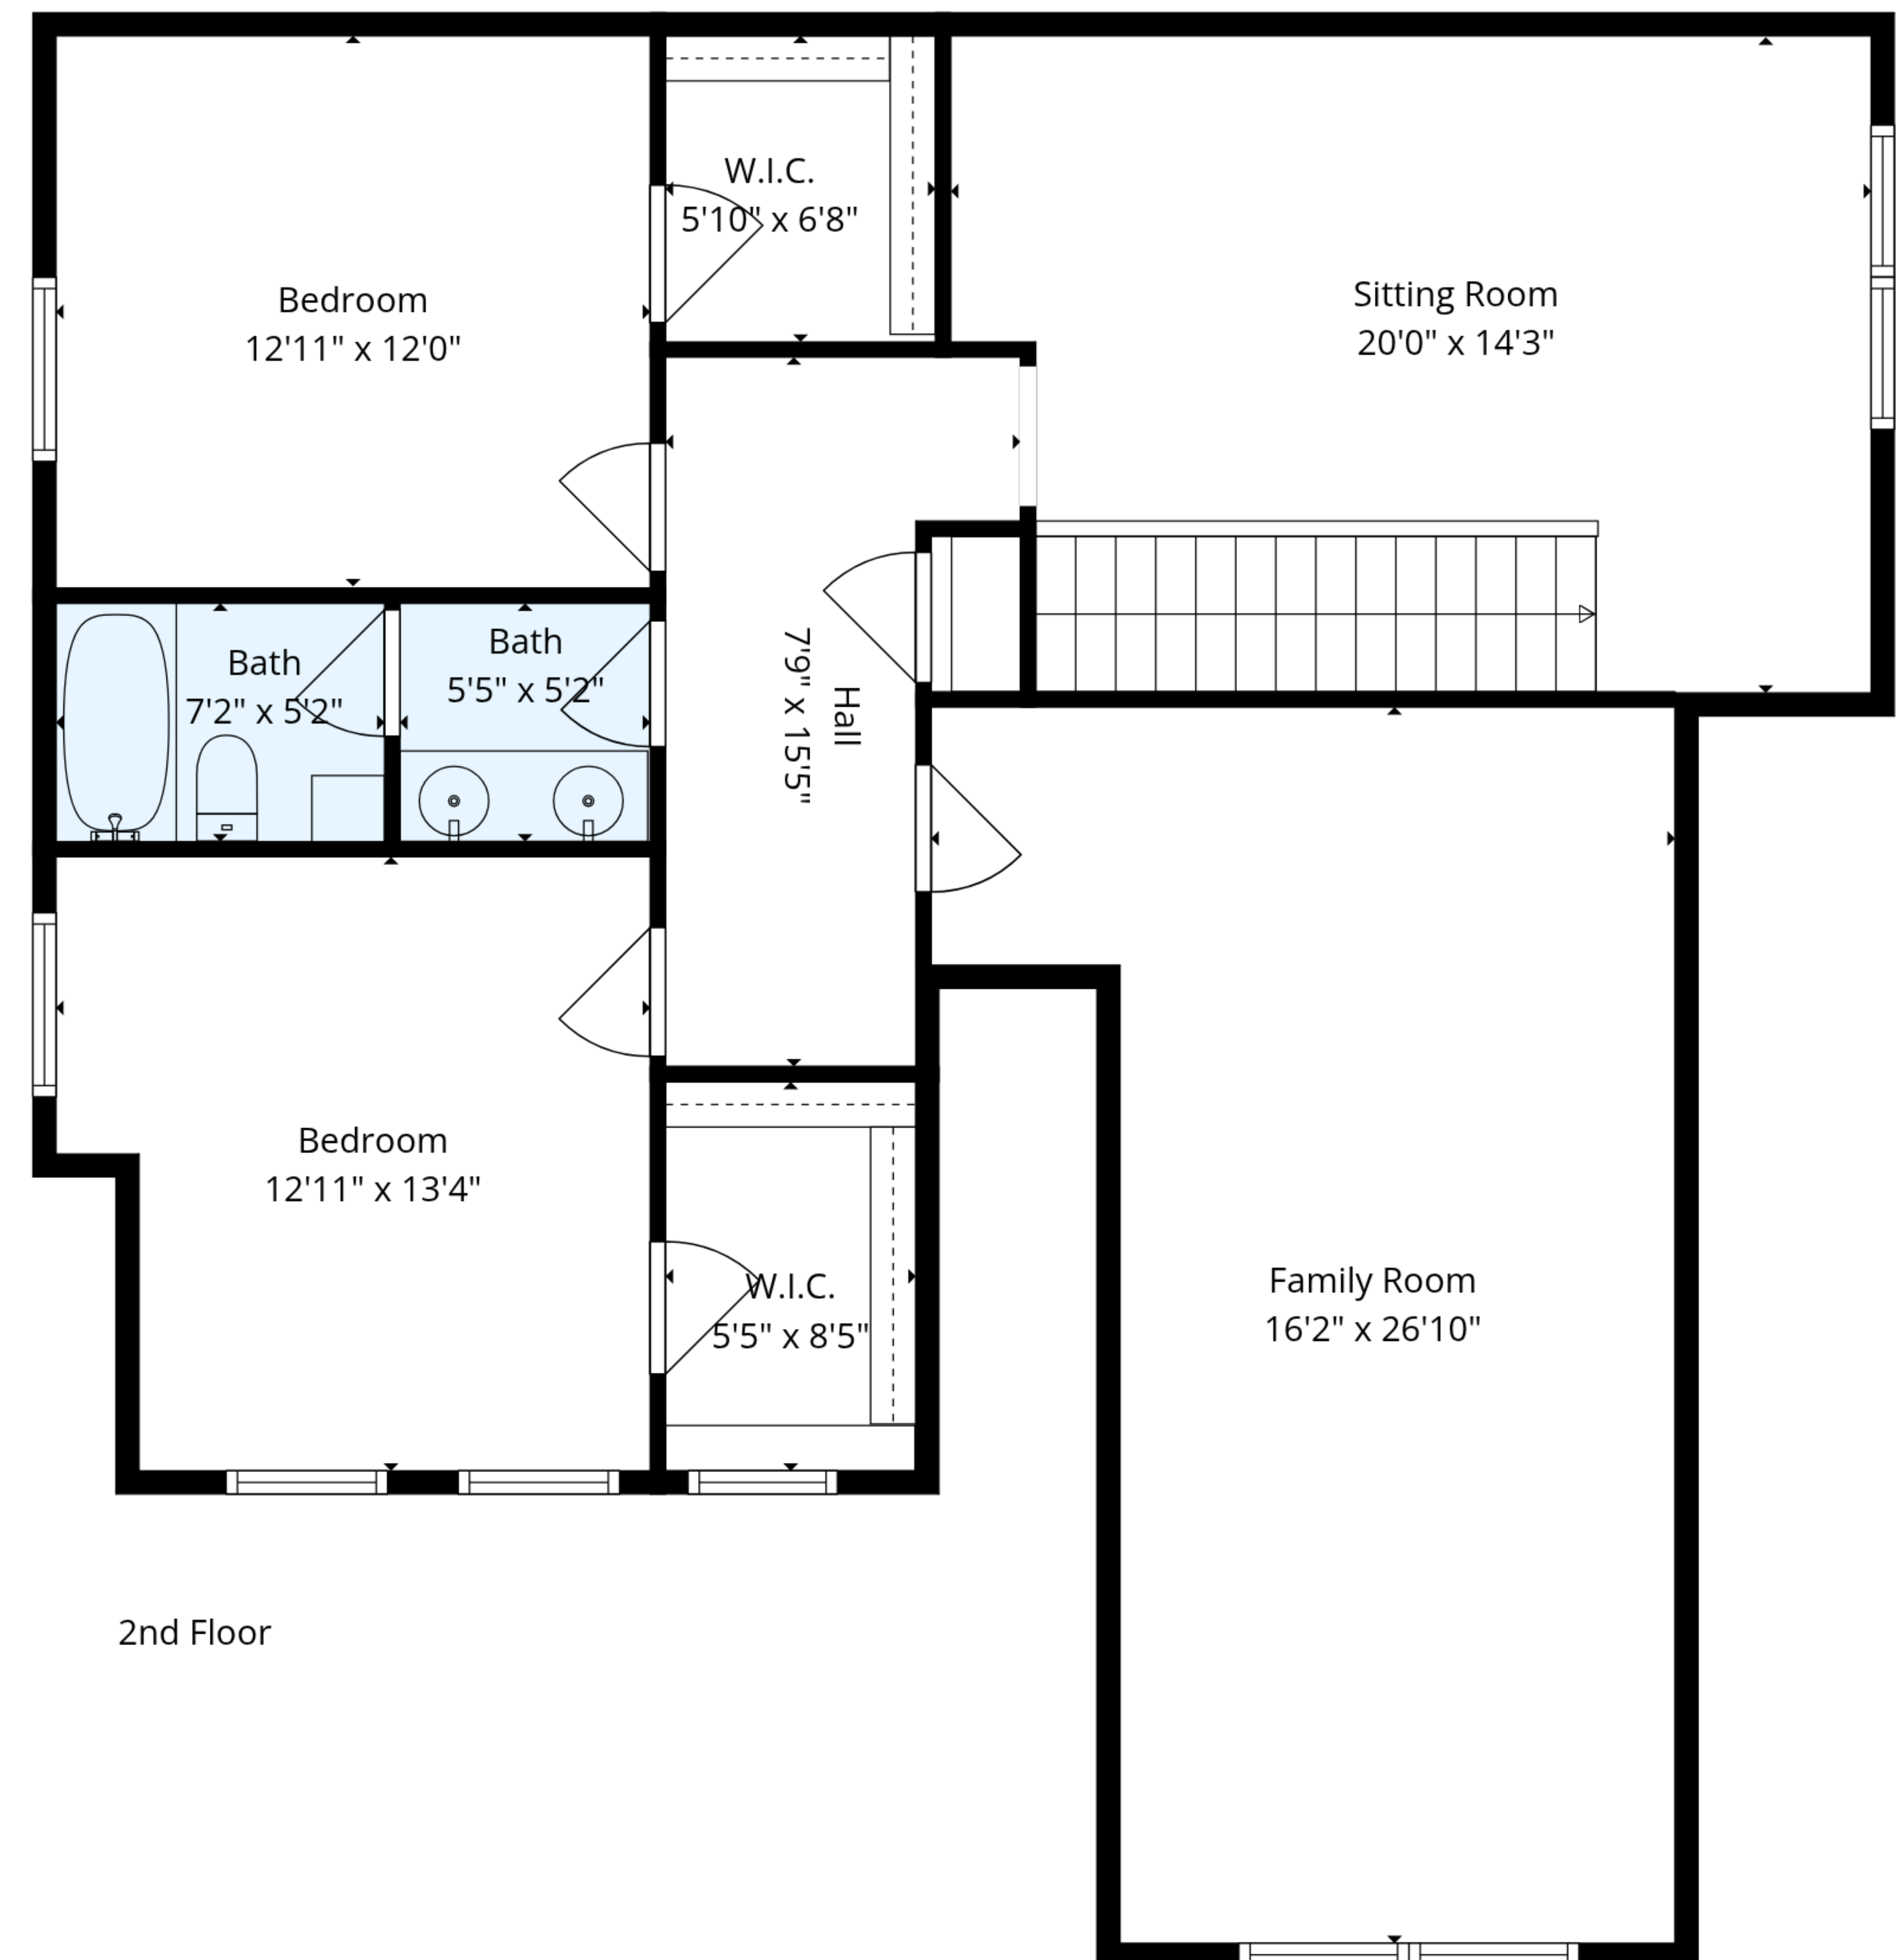 W.I.C.
5'10" x 6'8"
Bedroom
12'11" x 12'0"
Sitting Room
20'0" x 14'3"
Bath
7'2" x 5'2"
Bath
5'5" x 5'2"
Hall
7'9" x 15'5"
Bedroom
12'11" x 13'4"
W.I.C.
5'5" x 8'5"
Family Room
16'2" x 26'10"
2nd Floor